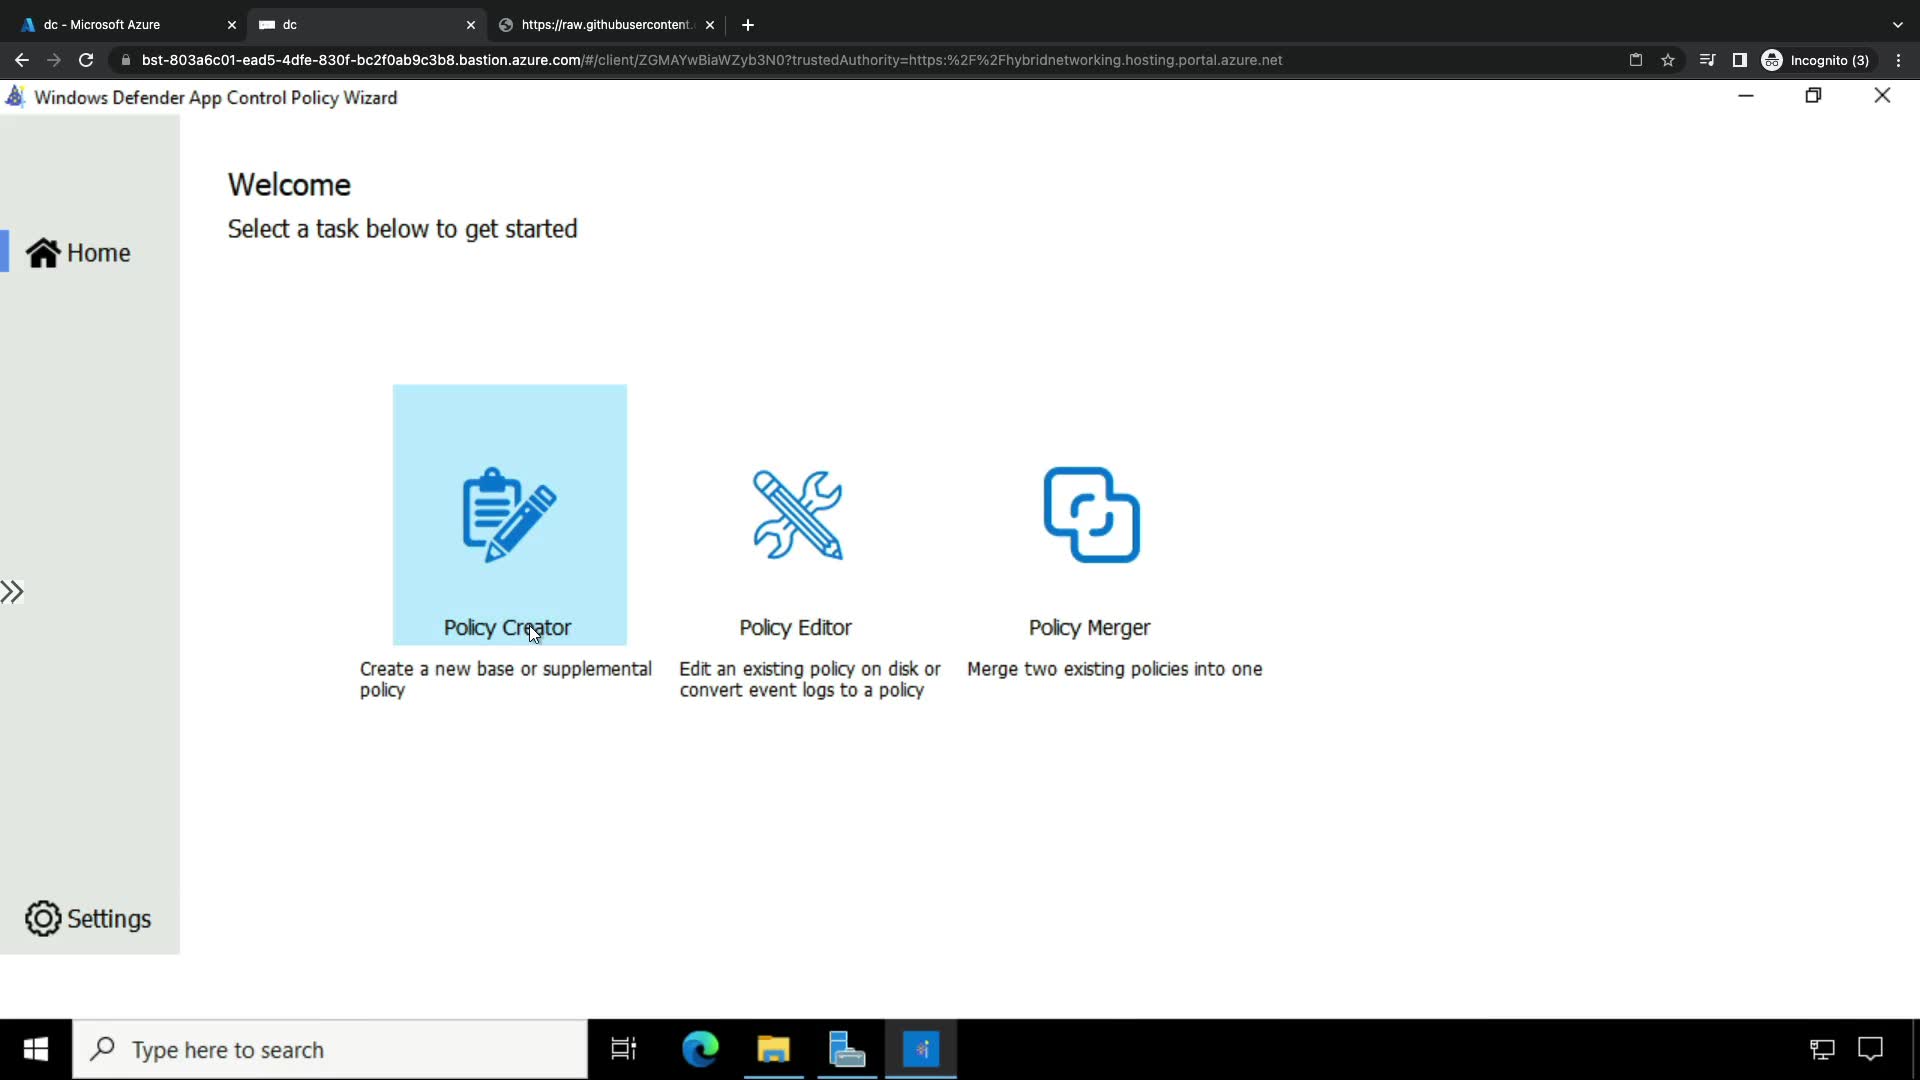 dc - Microsoft Azure
dc
https://raw.githubusercontent.
bst-803a6c01-ead5-4dfe-830f-bc2f0ab9c3b8.bastion.azure.com/#/client/ZGMAYwBiaWZyb3N0?trustedAuthority=https:%2F%2Fhybridnetworking.hosting.portal.azure.net
Incognito (3)
Windows Defender App Control Policy Wizard
Welcome
Select a task below to get started
Home
Policy Creator
Policy Editor
Policy Merger
Create a new base or supplemental
policy
Edit an existing policy on disk or
convert event logs to a policy
Merge two existing policies into one
Settings
Type here to search